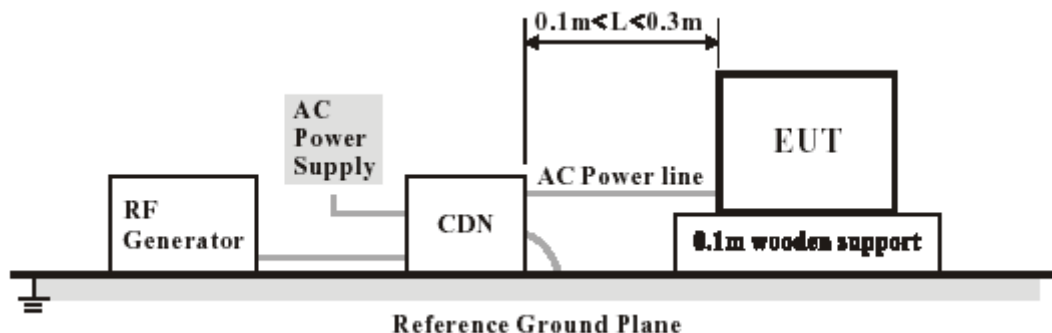 0.1m<L<0.3m
AC
Power
Supply
EUT
AC Power line
RF
Generator
CDN
0.1m wooden support
Reference Ground Plane